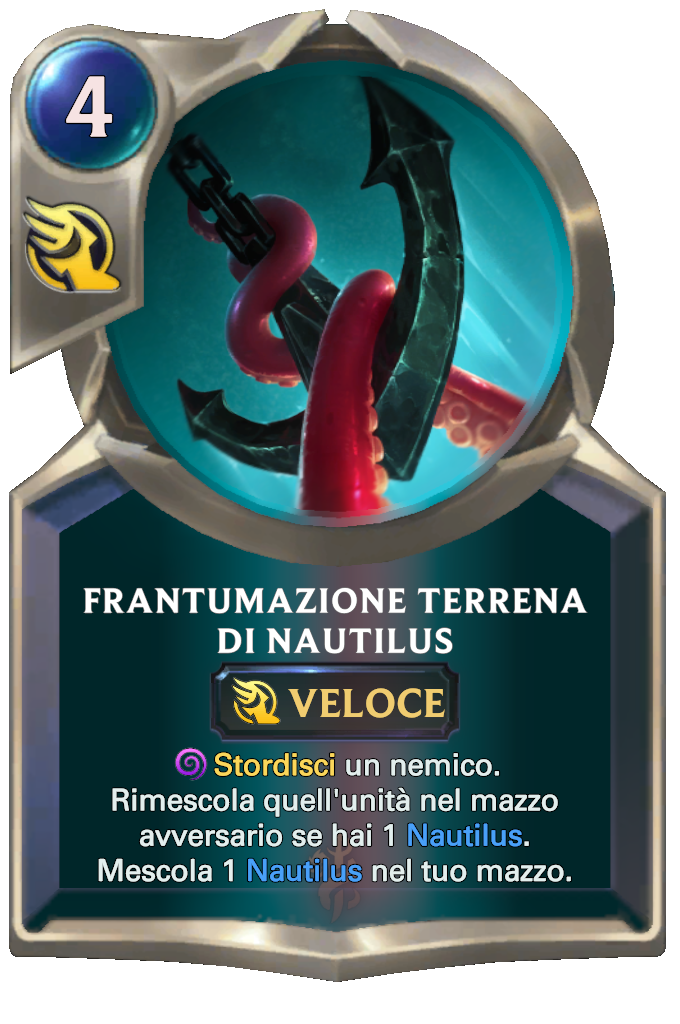 4
FRANTUMAZIONE TERRENA
DI NAUTILUS
VELOCE
Stordisci un nemico.
Rimescola quell'unità nel mazzo
avversario se hai 1 Nautilus.
Mescola 1 Nautilus nel tuo mazzo.